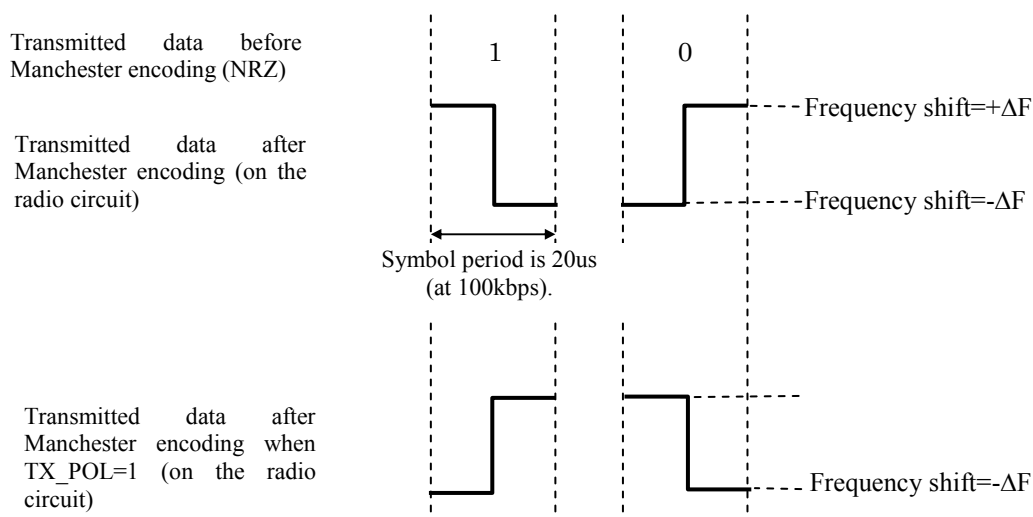 Transmitted data before
Manchester encoding (NRZ)
1
0
Frequency shift=+ΔF
Transmitted data after
Manchester encoding (on the
radio circuit)
Frequency shift=-ΔF
Symbol period is 20us
(at 100kbps).
Transmitted data after
Manchester encoding when
TX_POL=1 (on the radio
circuit)
Frequency shift=-ΔF